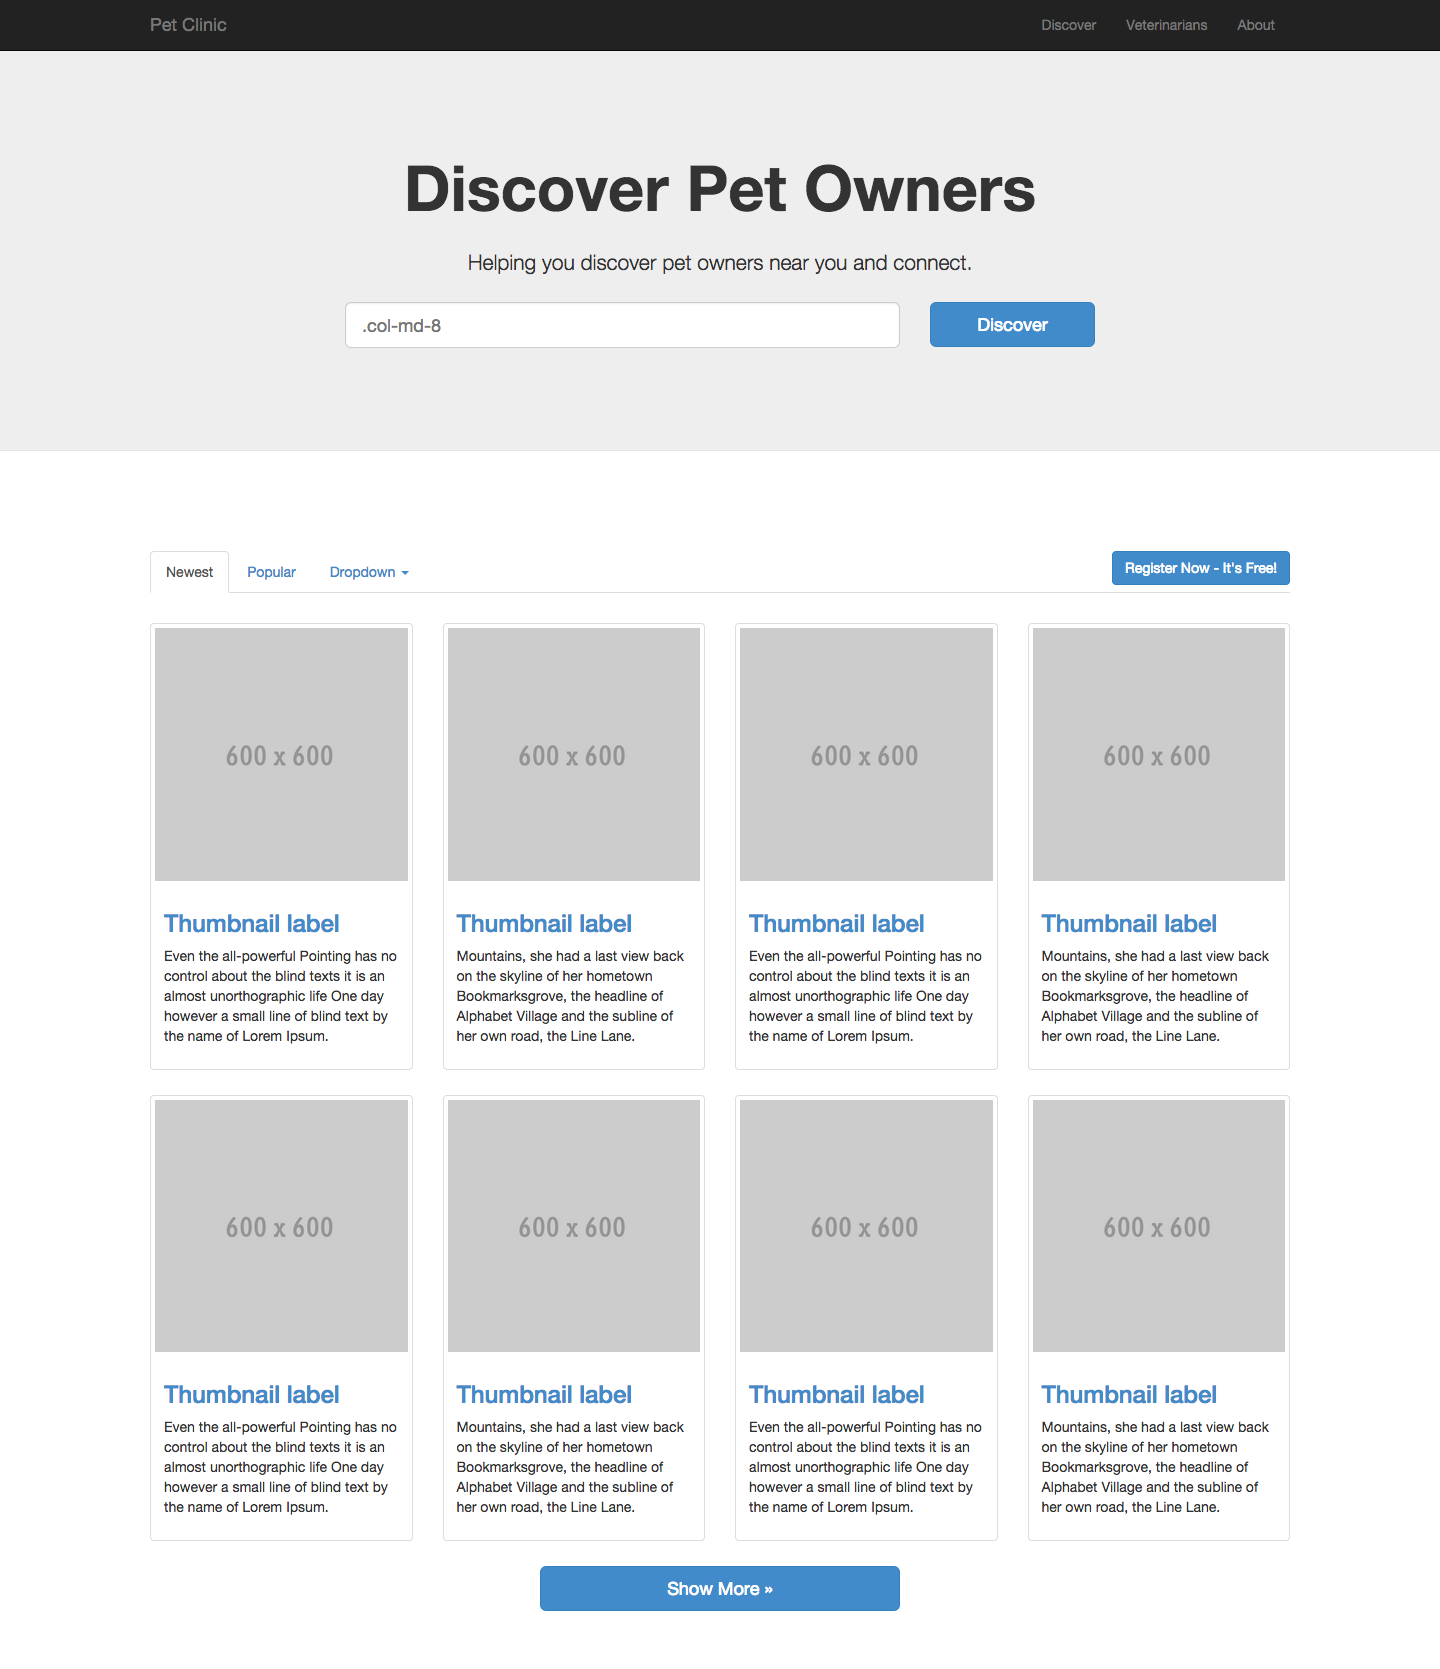 Pet Clinic Discover Veterinarians About
Discover Pet Owners
Helping you discover pet owners near you and connect.
.col-md-8 Discover
Newest Popular Dropdown Register Now - It's Free!
600 x 600
Thumbnail label
Even the all-powerful Pointing has no
control about the blind texts it is an
almost unorthographic life One day
however a small line of blind text by
the name of Lorem Ipsum.
600 x 600
Thumbnail label
Mountains, she had a last view back
on the skyline of her hometown
Bookmarksgrove, the headline of
Alphabet Village and the subline of
her own road, the Line Lane.
600 x 600
Thumbnail label
Even the all-powerful Pointing has no
control about the blind texts it is an
almost unorthographic life One day
however a small line of blind text by
the name of Lorem Ipsum.
600 x 600
Thumbnail label
Mountains, she had a last view back
on the skyline of her hometown
Bookmarksgrove, the headline of
Alphabet Village and the subline of
her own road, the Line Lane.
600 x 600
Thumbnail label
Even the all-powerful Pointing has no
control about the blind texts it is an
almost unorthographic life One day
however a small line of blind text by
the name of Lorem Ipsum.
600 x 600
Thumbnail label
Mountains, she had a last view back
on the skyline of her hometown
Bookmarksgrove, the headline of
Alphabet Village and the subline of
her own road, the Line Lane.
600 x 600
Thumbnail label
Even the all-powerful Pointing has no
control about the blind texts it is an
almost unorthographic life One day
however a small line of blind text by
the name of Lorem Ipsum.
600 x 600
Thumbnail label
Mountains, she had a last view back
on the skyline of her hometown
Bookmarksgrove, the headline of
Alphabet Village and the subline of
her own road, the Line Lane.
Show More »